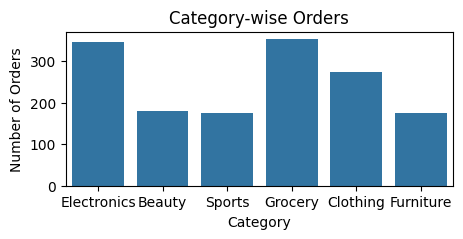 Category-wise Orders
Number of Orders
300
200
100
0
Electronics Beauty Sports Grocery Clothing Furniture
Category